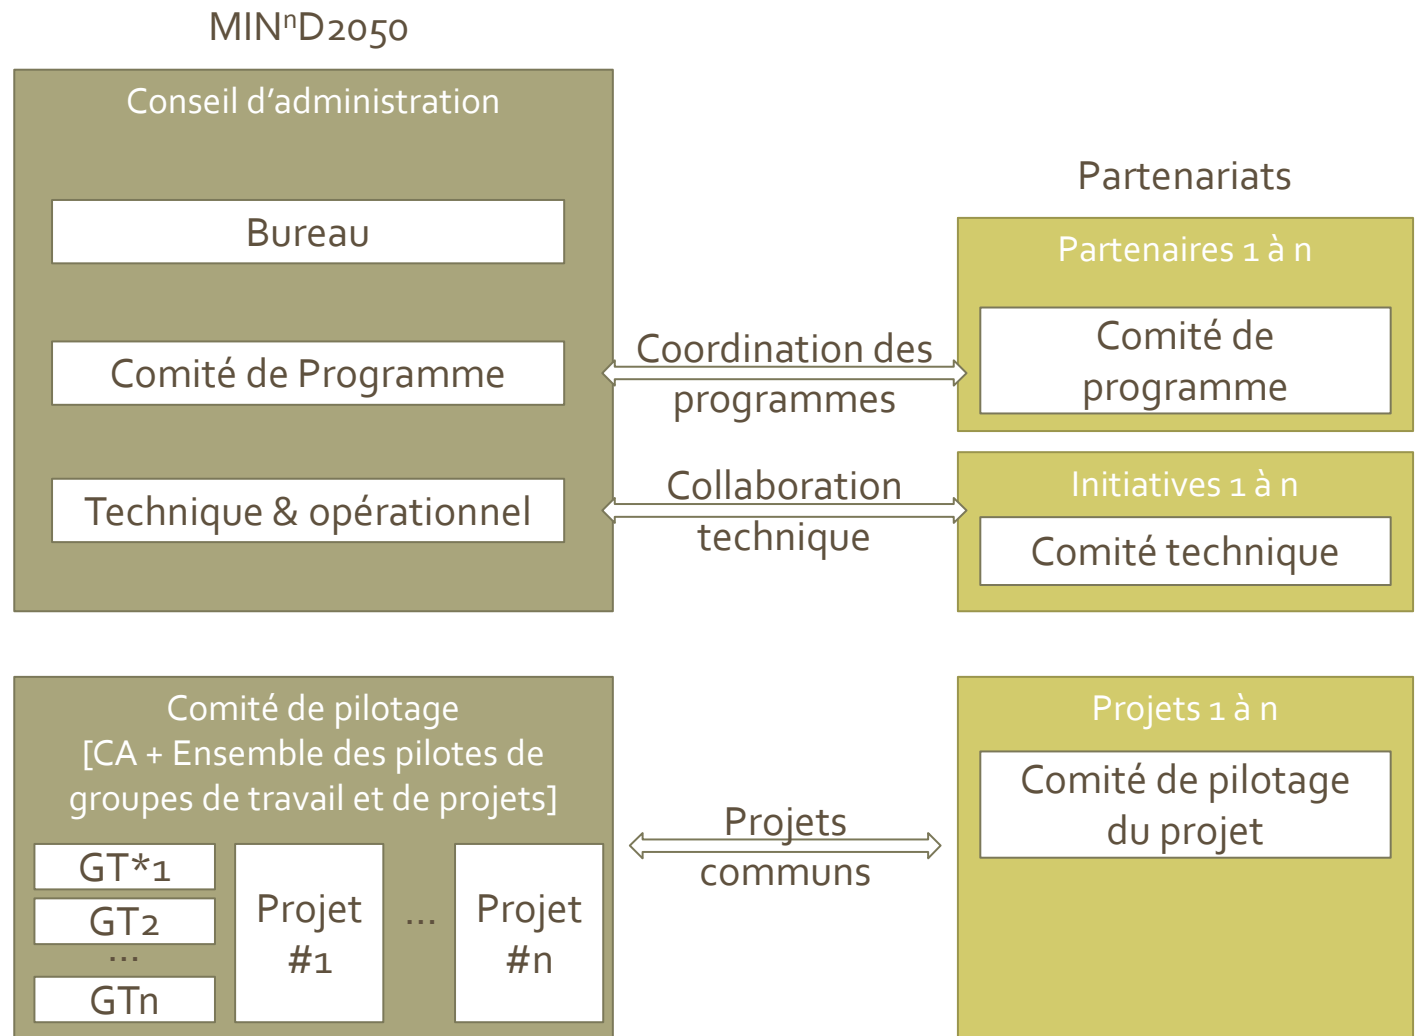 MINⁿD2050
Conseil d’administration
Bureau
Comité de Programme
Technique & opérationnel
Coordination des
programmes
Collaboration
technique
Partenariats
Partenaires 1 à n
Comité de
programme
Initiatives 1 à n
Comité technique
Comité de pilotage
[CA + Ensemble des pilotes de
groupes de travail et de projets]
GT*1
GT2
...
GTn
Projet
#1
...
Projet
#n
Projets
communs
Projets 1 à n
Comité de pilotage
du projet